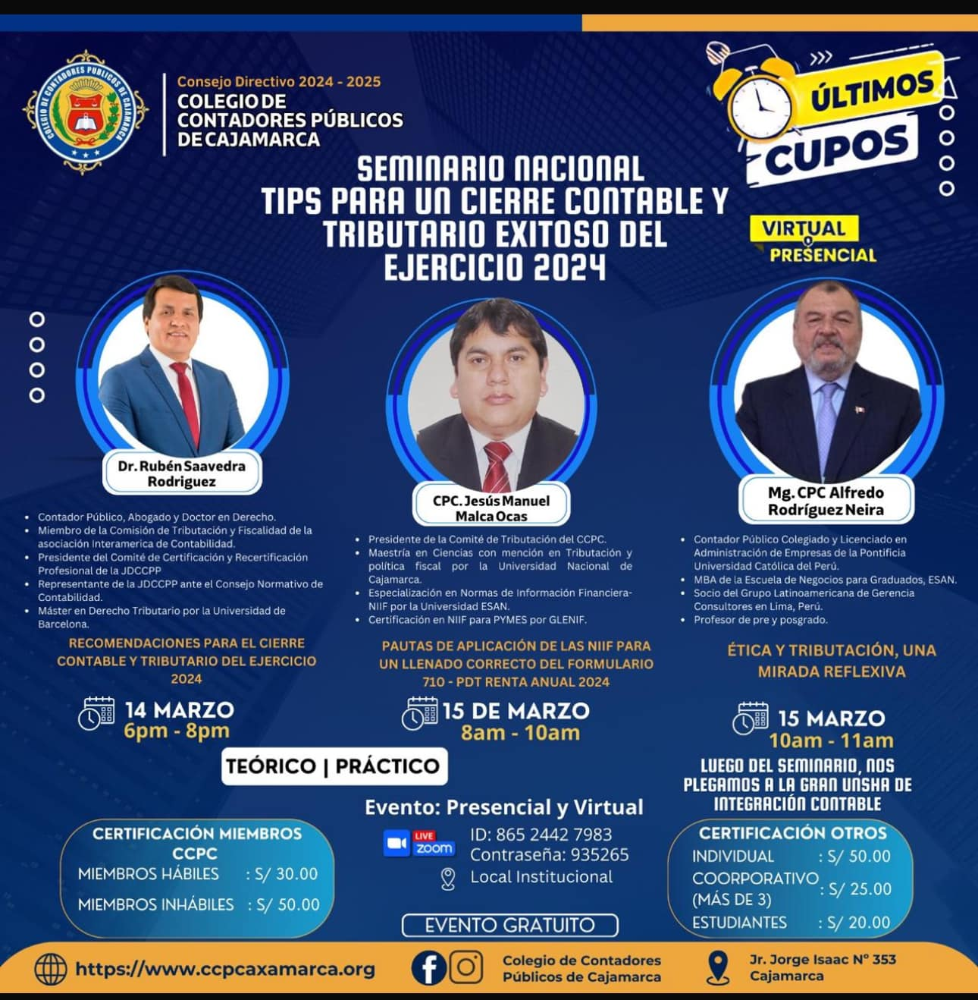 COLEGIO DE CONTADORES PÚBLICOS DE CAJAMARCA
Consejo Directivo 2024 - 2025
COLEGIO DE
CONTADORES PÚBLICOS
DE CAJAMARCA
ÚLTIMOS
CUPOS
SEMINARIO NACIONAL
TIPS PARA UN CIERRE CONTABLE Y
TRIBUTARIO EXITOSO DEL
EJERCICIO 2024
VIRTUAL
O
PRESENCIAL
Dr. Rubén Saavedra
Rodriguez
• Contador Público, Abogado y Doctor en Derecho.
• Miembro de la Comisión de Tributación y Fiscalidad de la
asociación Interamerica de Contabilidad.
• Presidente del Comité de Certificación y Recertificación
Profesional de la JDCCPP
• Representante de la JDCCPP ante el Consejo Normativo de
Contabilidad.
• Máster en Derecho Tributario por la Universidad de
Barcelona.
RECOMENDACIONES PARA EL CIERRE
CONTABLE Y TRIBUTARIO DEL EJERCICIO
2024
14 MARZO
6pm - 8pm
CPC. Jesús Manuel
Malca Ocas
• Presidente de la Comité de Tributación del CCPC.
• Maestría en Ciencias con mención en Tributación y
política fiscal por la Universidad Nacional de
Cajamarca.
• Especialización en Normas de Información Financiera-
NIIF por la Universidad ESAN.
• Certificación en NIIF para PYMES por GLENIF.
PAUTAS DE APLICACIÓN DE LAS NIIF PARA
UN LLENADO CORRECTO DEL FORMULARIO
710 - PDT RENTA ANUAL 2024
15 DE MARZO
8am - 10am
Mg. CPC Alfredo
Rodríguez Neira
• Contador Público Colegiado y Licenciado en
Administración de Empresas de la Pontificia
Universidad Católica del Perú.
• MBA de la Escuela de Negocios para Graduados, ESAN.
• Socio del Grupo Latinoamericana de Gerencia
Consultores en Lima, Perú.
• Profesor de pre y posgrado.
ÉTICA Y TRIBUTACIÓN, UNA
MIRADA REFLEXIVA
15 MARZO
10am - 11am
LUEGO DEL SEMINARIO, NOS
PLEGAMOS A LA GRAN UNSHA DE
INTEGRACIÓN CONTABLE
TEÓRICO | PRÁCTICO
Evento: Presencial y Virtual
LIVE
zoom
ID: 865 2442 7983
Contraseña: 935265
Local Institucional
EVENTO GRATUITO
CERTIFICACIÓN MIEMBROS
CCPC
MIEMBROS HÁBILES : S/ 30.00
MIEMBROS INHÁBILES : S/ 50.00
CERTIFICACIÓN OTROS
INDIVIDUAL : S/ 50.00
COORPORATIVO
(MÁS DE 3) : S/ 25.00
ESTUDIANTES : S/ 20.00
https://www.ccpcaxamarca.org
Colegio de Contadores
Públicos de Cajamarca
Jr. Jorge Isaac Nº 353
Cajamarca